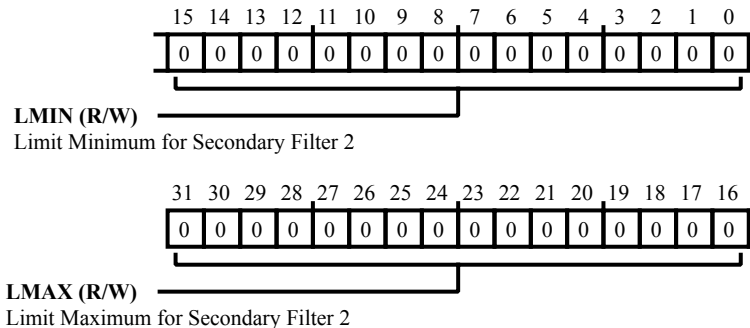 15 14 13 12 11 10 9 8 7 6 5 4 3 2 1 0
0 0 0 0 0 0 0 0 0 0 0 0 0 0 0 0
LMIN (R/W)
Limit Minimum for Secondary Filter 2
31 30 29 28 27 26 25 24 23 22 21 20 19 18 17 16
0 0 0 0 0 0 0 0 0 0 0 0 0 0 0 0
LMAX (R/W)
Limit Maximum for Secondary Filter 2